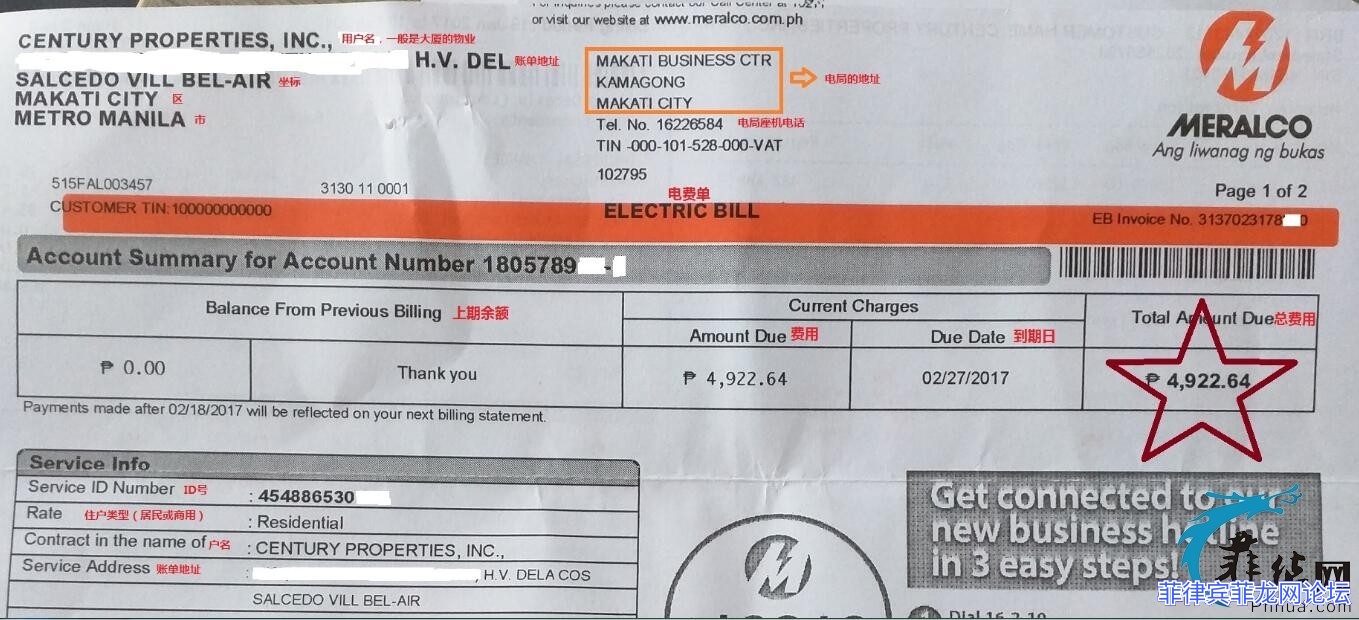 or visit our website at www.meralco.com.ph
CENTURY PROPERTIES, INC., 用户名,一般是大厦的物业
H.V. DEL 账单地址
SALCEDO VILL BEL-AIR 坐标
MAKATI CITY 区
METRO MANILA 市
MAKATI BUSINESS CTR
KAMAGONG
MAKATI CITY
电局的地址
Tel. No. 16226584 电局座机电话
TIN -000-101-528-000-VAT
102795
MERALCO
Ang liwanag ng bukas
Page 1 of 2
515FAL003457
3130 11 0001
CUSTOMER TIN:100000000000
电费单
ELECTRIC BILL
EB Invoice No. 3137023178 0
Account Summary for Account Number 1805789 -
Balance From Previous Billing 上期余额
Current Charges
Total Amount Due总费用
Amount Due 费用
Due Date 到期日
₱ 0.00
Thank you
₱ 4,922.64
02/27/2017
₱ 4,922.64
Payments made after 02/18/2017 will be reflected on your next billing statement.
Service Info
Service ID Number ID号 : 454886530
Rate 住户类型(居民或商用) : Residential
Contract in the name of 户名 : CENTURY PROPERTIES, INC.,
Service Address 账单地址 : , H.V. DELA COS
SALCEDO VILL BEL-AIR
Get connected to our
new business hotline
in 3 easy steps!
菲律宾菲龙网论坛
Phhua.com